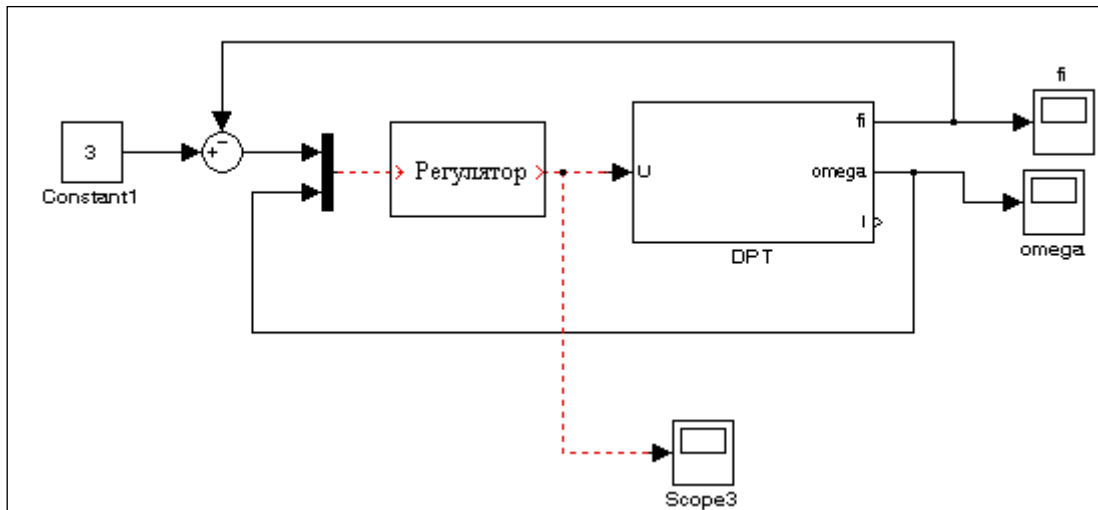 fi
3
Constant1
+
−
Регулятор
U
fi
omega
I
DPT
omega
Scope3